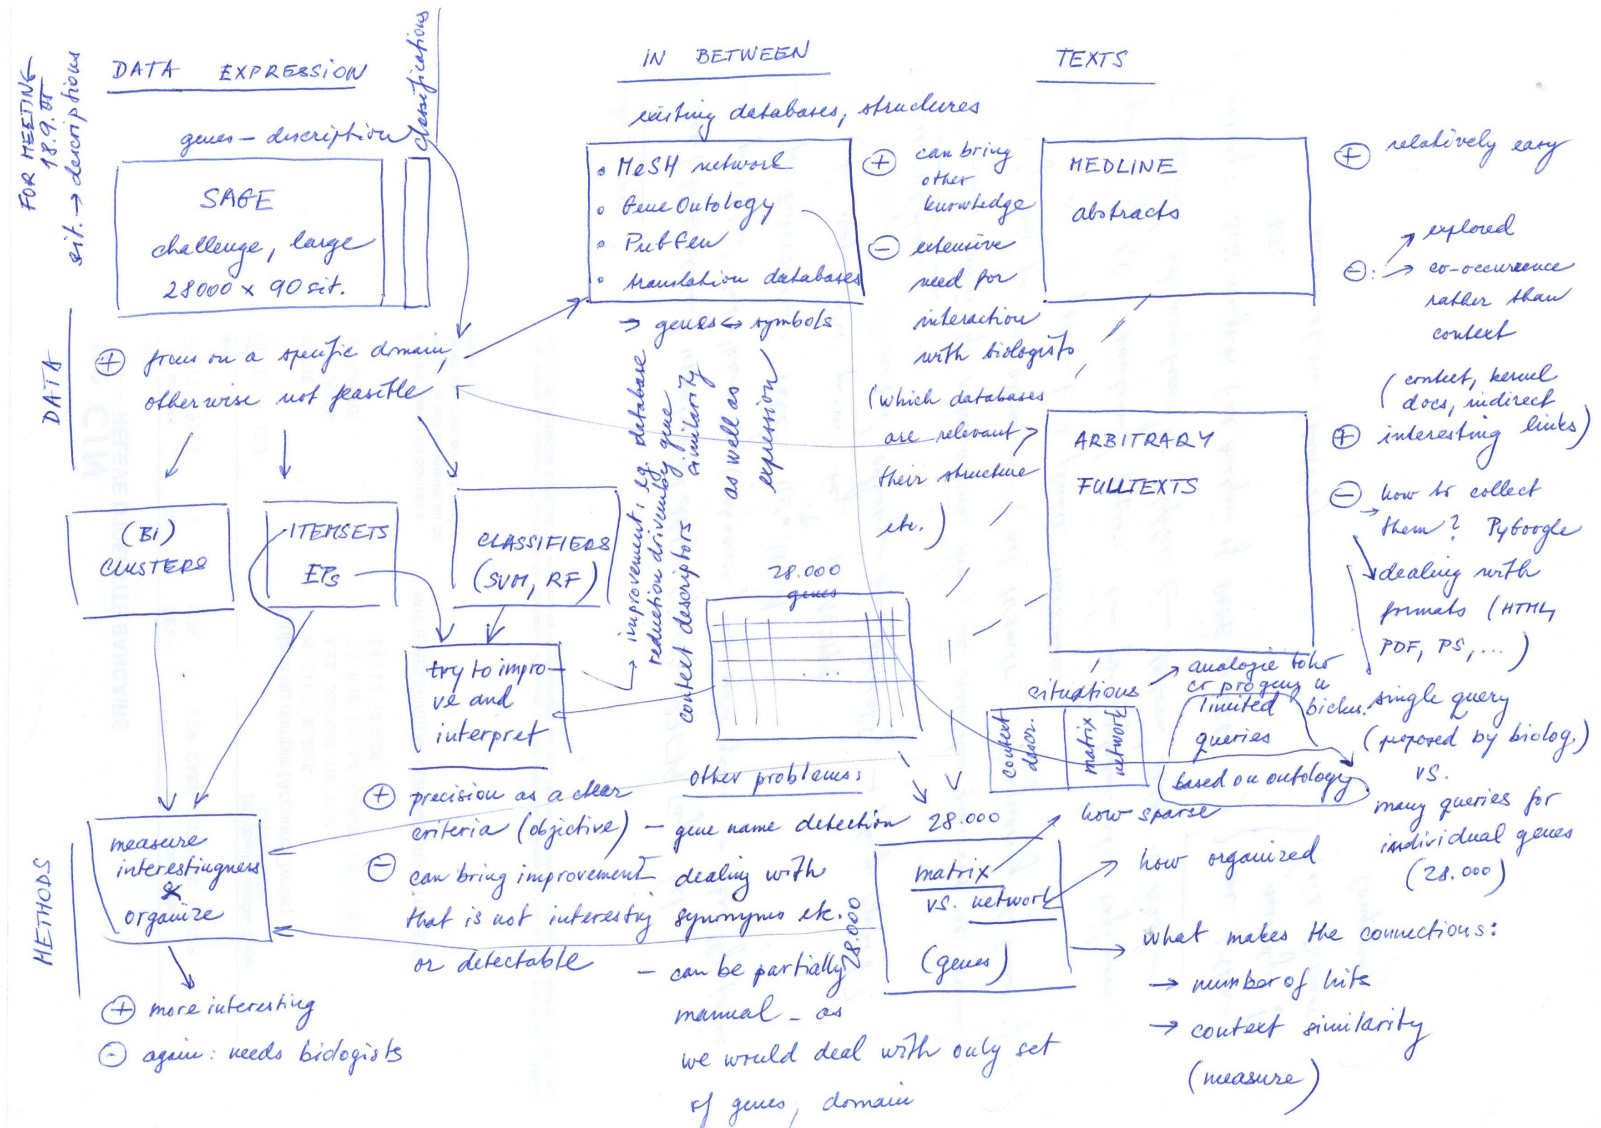 FOR MEETING
18.9.05
sit. → descriptions
DATA EXPRESSION
classifications
genes – description
SAGE
challenge, large
28000 x 90 sit.
DATA
⊕ focus on a specific domain,
otherwise not feasible
(BI)
CLUSTERS
ITEMSETS
EPs
CLASSIFIERS
(SVM, RF)
try to impro-
ve and
interpret
⊕ precision as a clear
criteria (objective)
⊖ can bring improvement
that is not interesting
or detectable
METHODS
measure
interestingness
&
organize
⊕ more interesting
⊖ again: needs biologists
IN BETWEEN
existing databases, structures
• MeSH network
• GeneOntology
• PubGen
• translation databases
→ genes ↔ symbols
⊕ can bring
other
knowledge
⊖ extensive
need for
interaction
with biologists
(which databases
are relevant,
their structure
etc.)
→ improvement, eg. database
reduction driven by gene
context descriptors similarity
as well as
expression
28.000
genes
...
other problems:
– gene name detection
– dealing with
synonyms etc.
– can be partially
manual – as
we would deal with only set
of genes, domain
TEXTS
MEDLINE
abstracts
⊕ relatively easy
⊖: → explored
→ co-occurrence
rather than
context
(context, kernel
docs, indirect
⊕ interesting links)
ARBITRARY
FULLTEXTS
⊖ how to collect
→ them? PyGoogle
dealing with
formats (HTML,
PDF, PS, ...)
single query
(proposed by biolog.)
vs.
many queries for
individual genes
(28.000)
situations
context
descr.
matrix
network
→ analogie toho
limited
queries
based on ontology
28.000
28.000
matrix
vs. network
(genes)
how sparse
how organized
→ what makes the connections:
→ number of hits
→ context similarity
(measure)